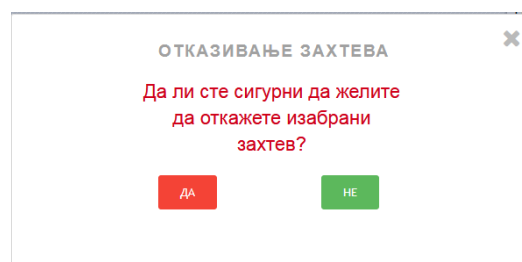 ОТКАЗИВАЊЕ ЗАХТЕВА
Да ли сте сигурни да желите
да откажете изабрани
захтев?
ДА
НЕ